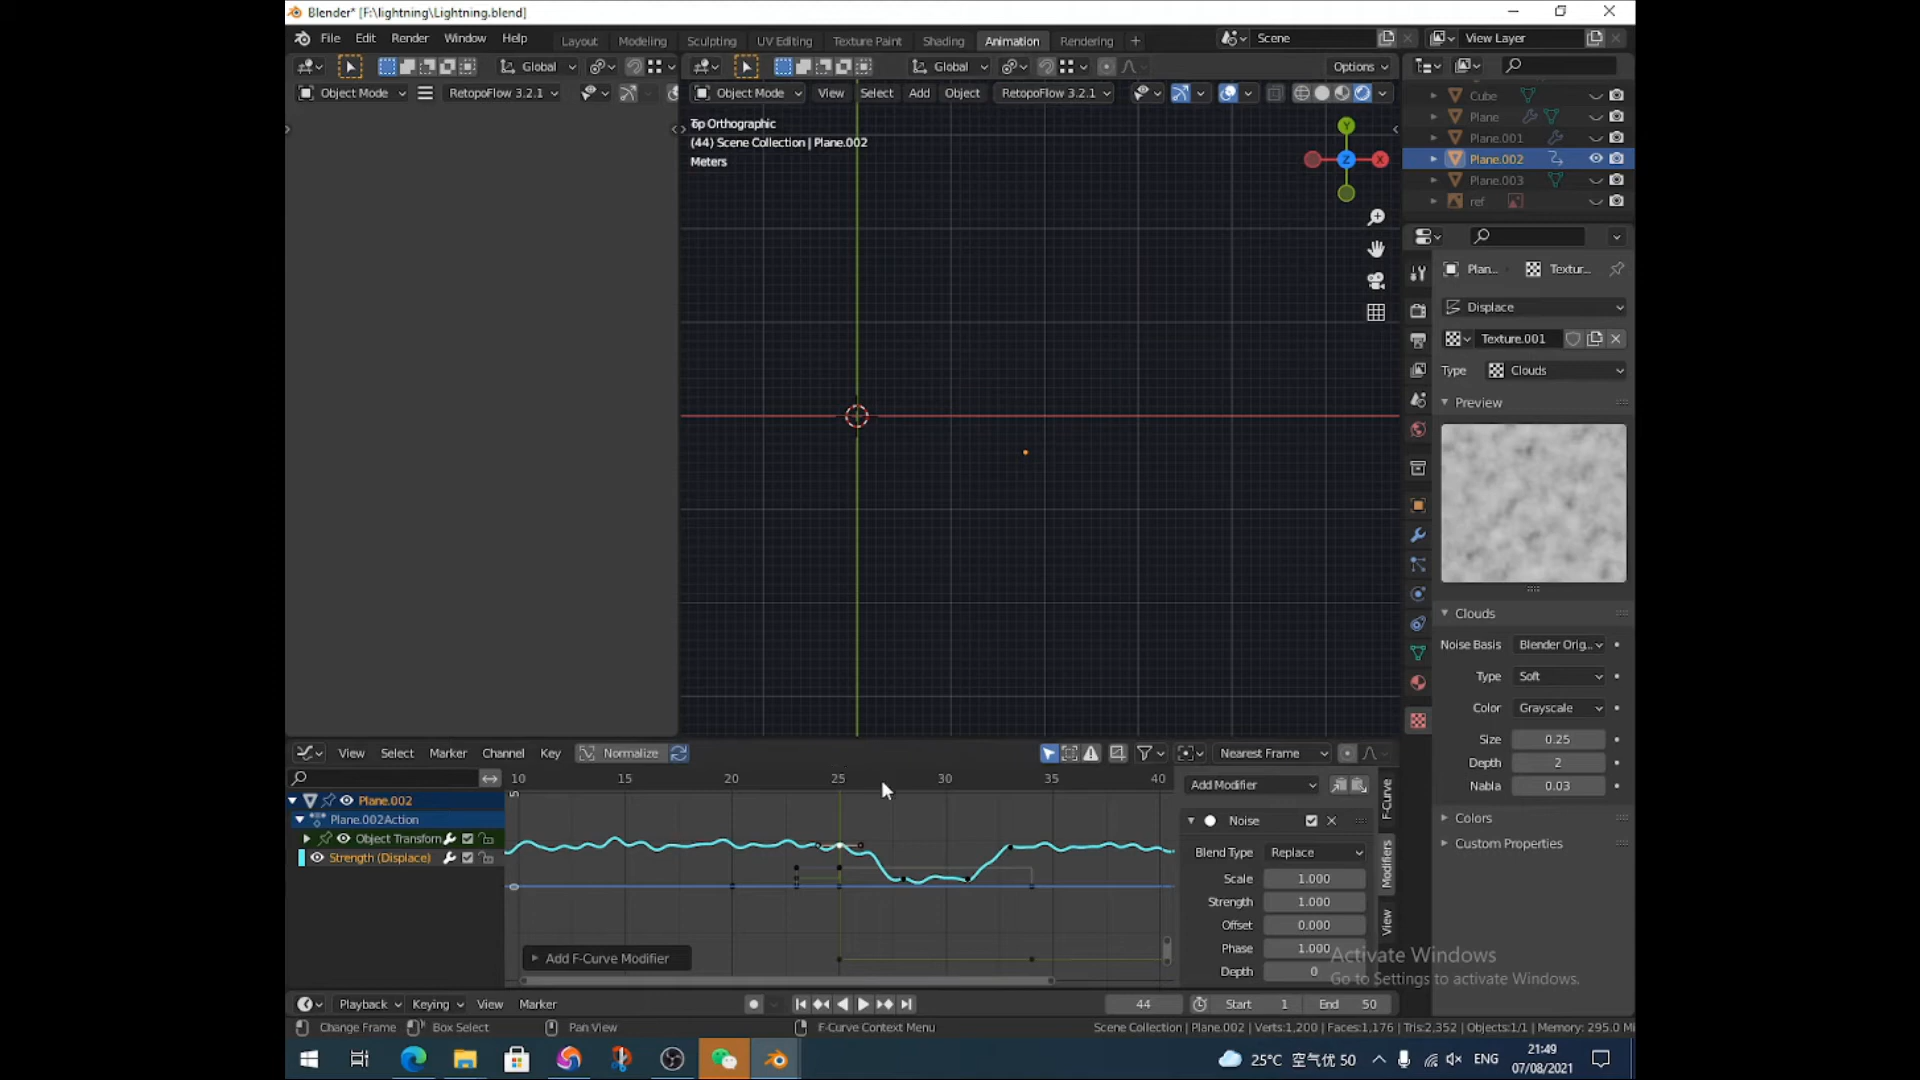 Blender* [F:\lightning\Lightning.blend]
File Edit Render Window Help Layout Modeling Sculpting UV Editing Texture Paint Shading Animation Rendering + Scene View Layer
Global Global Options
Object Mode RetopoFlow 3.2.1 Object Mode View Select Add Object RetopoFlow 3.2.1
Top Orthographic
(44) Scene Collection | Plane.002
Meters
Y
Z
X
Cube
Plane
Plane.001
Plane.002
Plane.003
ref
Plan... Textur...
Displace
Texture.001
Type Clouds
Preview
Clouds
Noise Basis Blender Orig...
Type Soft
Color Grayscale
Size 0.25
Depth 2
Nabla 0.03
Colors
Custom Properties
View Select Marker Channel Key Normalize Nearest Frame
10 15 20 25 30 35 40
5
Plane.002
Plane.002Action
Object Transform
Strength (Displace)
Add F-Curve Modifier
Add Modifier
Noise
Blend Type Replace
Scale 1.000
Strength 1.000
Offset 0.000
Phase 1.000
Depth 0
F-Curve
Modifiers
View
Activate Windows
Go to Settings to activate Windows.
Playback Keying View Marker 44 Start 1 End 50
Change Frame Box Select Pan View F-Curve Context Menu Scene Collection | Plane.002 | Verts:1,200 | Faces:1,176 | Tris:2,352 | Objects:1/1 | Memory: 295.0 Mi
25°C 空气优 50 ENG 21:49
07/08/2021